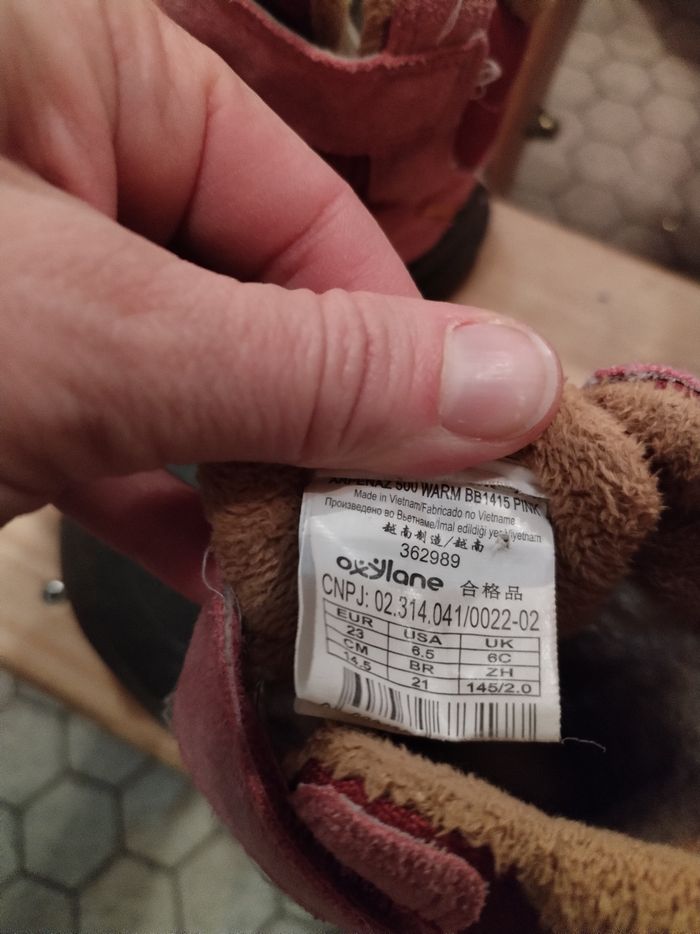 ARPENAZ 500 WARM BB1415 PINK
Made in Vietnam/Fabricado no Vietname
Произведено во Вьетнаме/Imal edildiği yer Viyetnam
越南制造/越南
362989
oxylane 合格品
CNPJ: 02.314.041/0022-02
EUR USA UK
23 6.5 6C
CM BR ZH
14.5 21 145/2.0